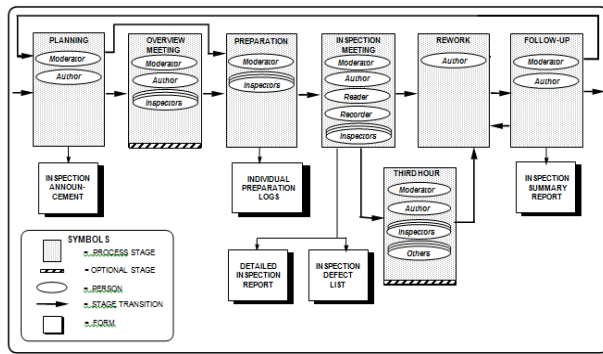 PLANNING
Moderator
Author
OVERVIEW
MEETING
Moderator
Author
Inspectors
PREPARATION
Moderator
Inspectors
INSPECTION
MEETING
Moderator
Author
Reader
Recorder
Inspectors
REWORK
Author
FOLLOW-UP
Moderator
Author
INSPECTION
ANNOUN-
CEMENT
INDIVIDUAL
PREPARATION
LOGS
THIRD HOUR
Moderator
Author
Inspectors
Others
INSPECTION
SUMMARY
REPORT
DETAILED
INSPECTION
REPORT
INSPECTION
DEFECT
LIST
SYMBOLS
= PROCESS STAGE
= OPTIONAL STAGE
= PERSON
= STAGE TRANSITION
= FORM